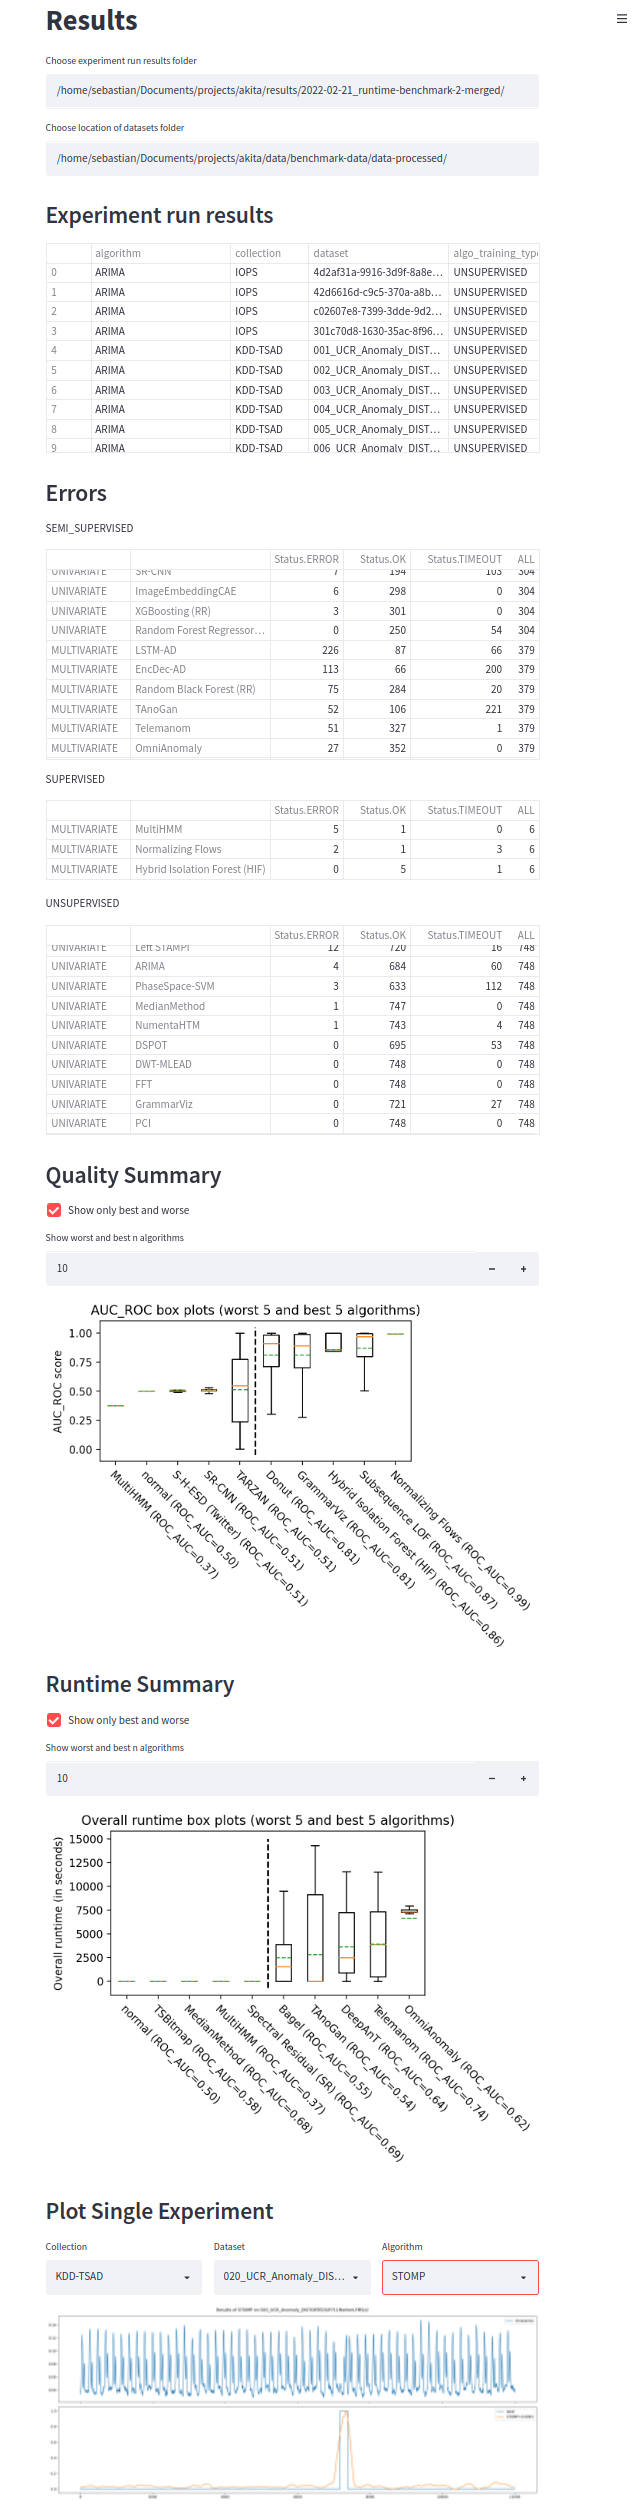 Results
Choose experiment run results folder
/home/sebastian/Documents/projects/akita/results/2022-02-21_runtime-benchmark-2-merged/
Choose location of datasets folder
/home/sebastian/Documents/projects/akita/data/benchmark-data/data-processed/
Experiment run results
algorithm collection dataset algo_training_type
0 ARIMA IOPS 4d2af31a-9916-3d9f-8a8e... UNSUPERVISED
1 ARIMA IOPS 42d6616d-c9c5-370a-a8b... UNSUPERVISED
2 ARIMA IOPS c02607e8-7399-3dde-9d2... UNSUPERVISED
3 ARIMA IOPS 301c70d8-1630-35ac-8f96... UNSUPERVISED
4 ARIMA KDD-TSAD 001_UCR_Anomaly_DIST... UNSUPERVISED
5 ARIMA KDD-TSAD 002_UCR_Anomaly_DIST... UNSUPERVISED
6 ARIMA KDD-TSAD 003_UCR_Anomaly_DIST... UNSUPERVISED
7 ARIMA KDD-TSAD 004_UCR_Anomaly_DIST... UNSUPERVISED
8 ARIMA KDD-TSAD 005_UCR_Anomaly_DIST... UNSUPERVISED
9 ARIMA KDD-TSAD 006_UCR_Anomaly_DIST... UNSUPERVISED
Errors
SEMI_SUPERVISED
Status.ERROR Status.OK Status.TIMEOUT ALL
UNIVARIATE SR-CNN 7 194 103 304
UNIVARIATE ImageEmbeddingCAE 6 298 0 304
UNIVARIATE XGBoosting (RR) 3 301 0 304
UNIVARIATE Random Forest Regressor... 0 250 54 304
MULTIVARIATE LSTM-AD 226 87 66 379
MULTIVARIATE EncDec-AD 113 66 200 379
MULTIVARIATE Random Black Forest (RR) 75 284 20 379
MULTIVARIATE TAnoGan 52 106 221 379
MULTIVARIATE Telemanom 51 327 1 379
MULTIVARIATE OmniAnomaly 27 352 0 379
SUPERVISED
Status.ERROR Status.OK Status.TIMEOUT ALL
MULTIVARIATE MultiHMM 5 1 0 6
MULTIVARIATE Normalizing Flows 2 1 3 6
MULTIVARIATE Hybrid Isolation Forest (HIF) 0 5 1 6
UNSUPERVISED
Status.ERROR Status.OK Status.TIMEOUT ALL
UNIVARIATE Left STAMPi 12 720 16 748
UNIVARIATE ARIMA 4 684 60 748
UNIVARIATE PhaseSpace-SVM 3 633 112 748
UNIVARIATE MedianMethod 1 747 0 748
UNIVARIATE NumentaHTM 1 743 4 748
UNIVARIATE DSPOT 0 695 53 748
UNIVARIATE DWT-MLEAD 0 748 0 748
UNIVARIATE FFT 0 748 0 748
UNIVARIATE GrammarViz 0 721 27 748
UNIVARIATE PCI 0 748 0 748
Quality Summary
Show only best and worse
Show worst and best n algorithms
10 − +
AUC_ROC box plots (worst 5 and best 5 algorithms)
AUC_ROC score
1.00
0.75
0.50
0.25
0.00
MultiHMM (ROC_AUC=0.37)
normal (ROC_AUC=0.50)
S-H-ESD (Twitter) (ROC_AUC=0.51)
SR-CNN (ROC_AUC=0.51)
TARZAN (ROC_AUC=0.51)
Donut (ROC_AUC=0.81)
GrammarViz (ROC_AUC=0.81)
Hybrid Isolation Forest (HIF) (ROC_AUC=0.86)
Subsequence LOF (ROC_AUC=0.87)
Normalizing Flows (ROC_AUC=0.99)
Runtime Summary
Show only best and worse
Show worst and best n algorithms
10 − +
Overall runtime box plots (worst 5 and best 5 algorithms)
Overall runtime (in seconds)
15000
12500
10000
7500
5000
2500
0
normal (ROC_AUC=0.50)
TSBitmap (ROC_AUC=0.58)
MedianMethod (ROC_AUC=0.68)
MultiHMM (ROC_AUC=0.37)
Spectral Residual (SR) (ROC_AUC=0.69)
Bagel (ROC_AUC=0.55)
TAnoGan (ROC_AUC=0.54)
DeepAnT (ROC_AUC=0.64)
Telemanom (ROC_AUC=0.74)
OmniAnomaly (ROC_AUC=0.62)
Plot Single Experiment
Collection Dataset Algorithm
KDD-TSAD 020_UCR_Anomaly_DIS... STOMP